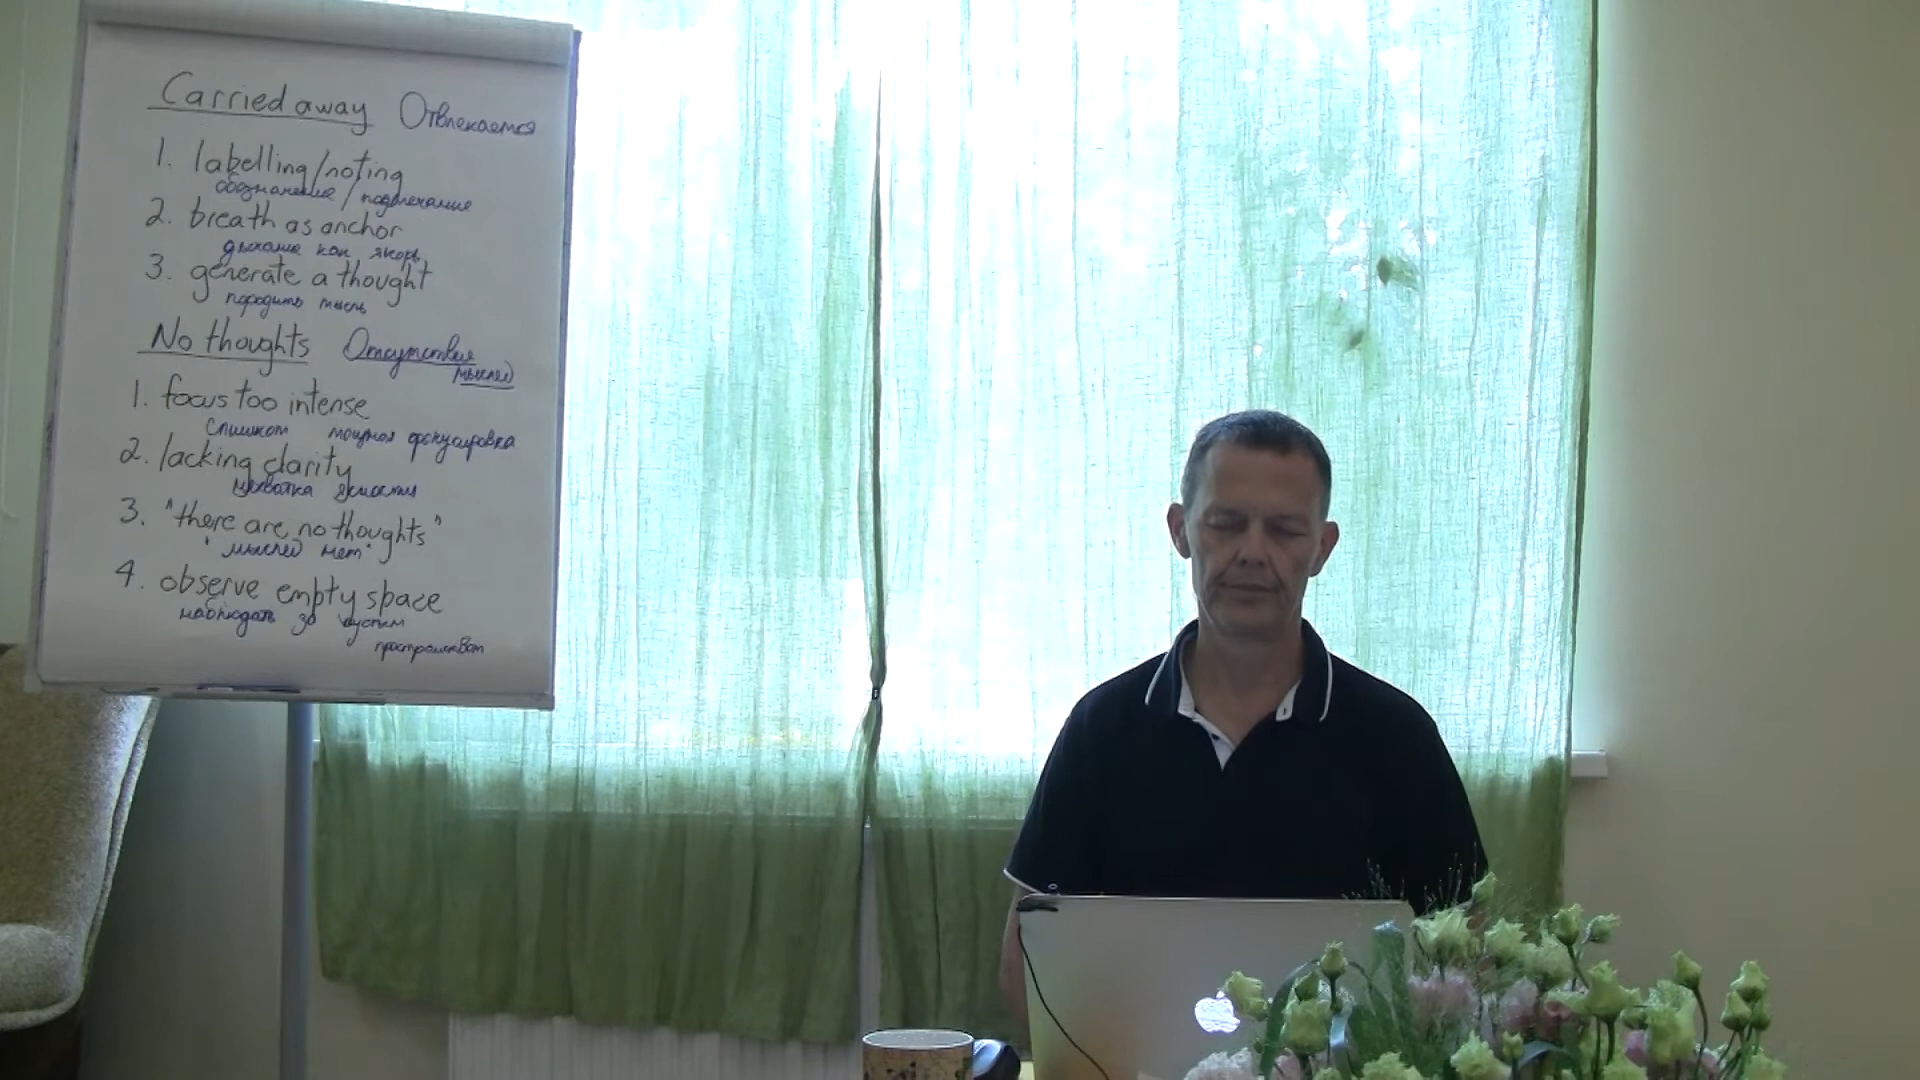 Carried away Отвлекаемся
1. labelling/noting
обозначение / подмечание
2. breath as anchor
дыхание как якорь
3. generate a thought
породить мысль
No thoughts Отсутствие
мыслей
1. focus too intense
Слишком мощная фокусировка
2. lacking clarity
нехватка ясности
3. "there are no thoughts"
"мыслей нет"
4. observe empty space
наблюдать за пустым
пространством